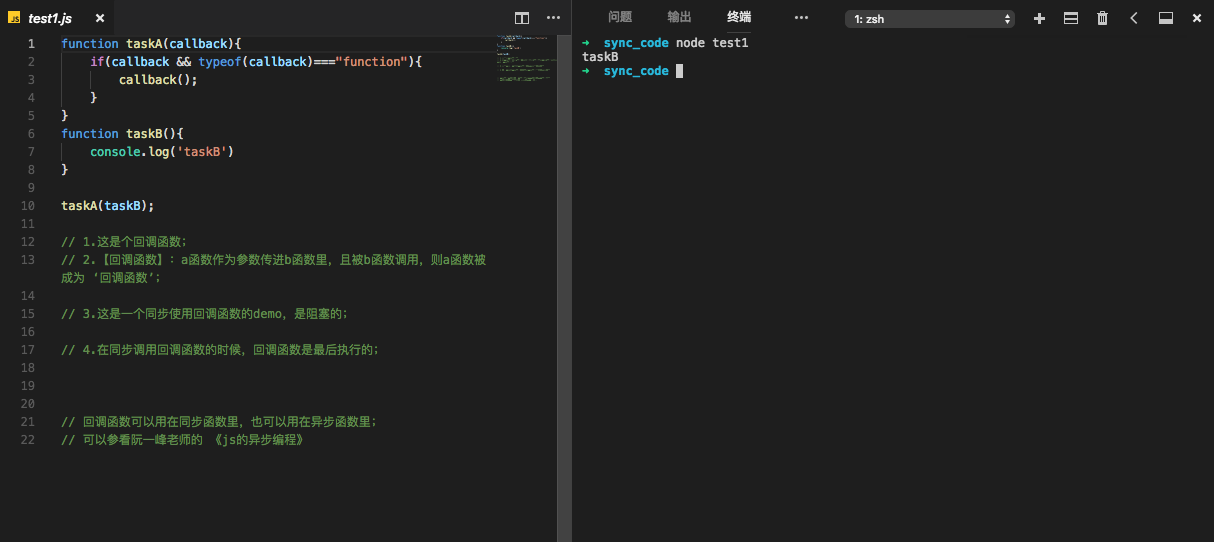 JS test1.js ×
问题 输出 终端 ··· 1: zsh
1 function taskA(callback){
2 if(callback && typeof(callback)==="function"){
3 callback();
4 }
5 }
6 function taskB(){
7 console.log('taskB')
8 }
9
10 taskA(taskB);
11
12 // 1.这是个回调函数;
13 // 2.【回调函数】: a函数作为参数传进b函数里, 且被b函数调用, 则a函数被
成为 ‘回调函数’;
14
15 // 3.这是一个同步使用回调函数的demo, 是阻塞的;
16
17 // 4.在同步调用回调函数的时候, 回调函数是最后执行的;
18
19
20
21 // 回调函数可以用在同步函数里, 也可以用在异步函数里;
22 // 可以参看阮一峰老师的 《js的异步编程》
➜ sync_code node test1
taskB
➜ sync_code